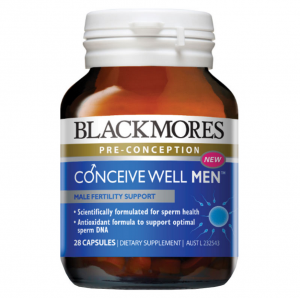 BLACKMORES
PRE-CONCEPTION
NEW
CONCEIVE WELL MEN™
MALE FERTILITY SUPPORT
• Scientifically formulated for sperm health
• Antioxidant formula to support optimal
sperm DNA
28 CAPSULES | DIETARY SUPPLEMENT | AUST L 232543